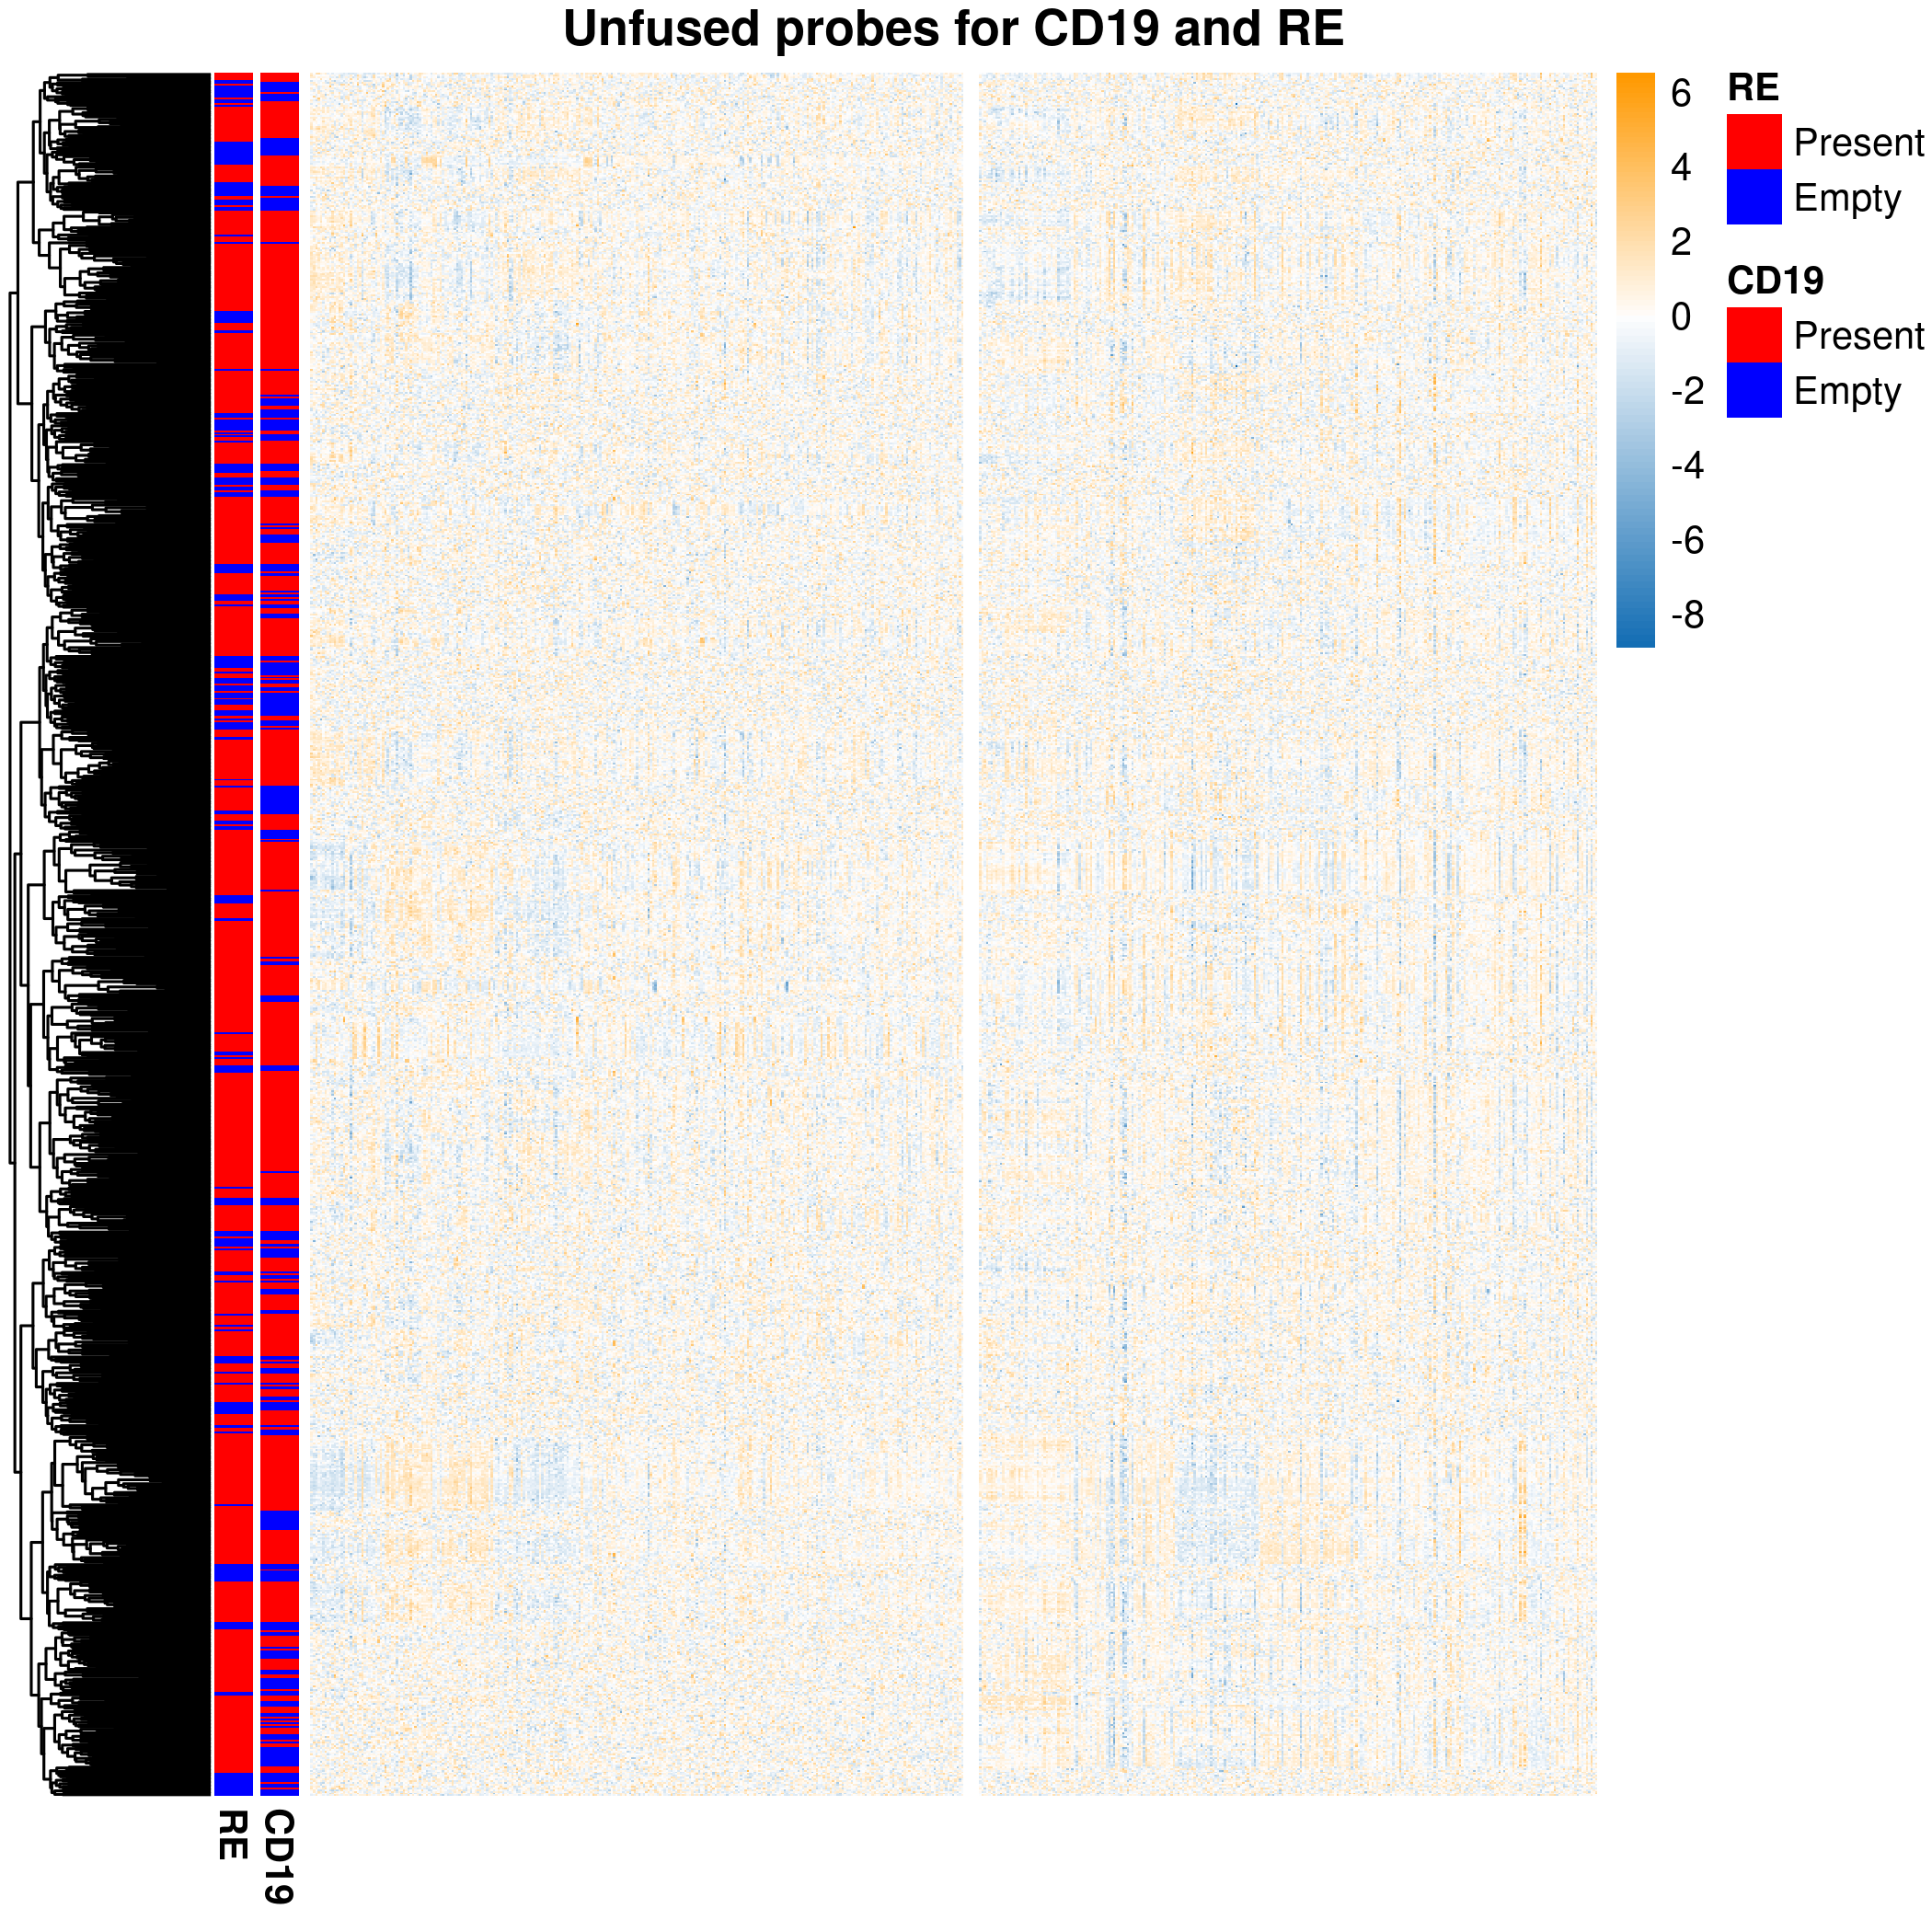 Unfused probes for CD19 and RE
6
4
2
0
-2
-4
-6
-8
RE
Present
Empty
CD19
Present
Empty
RE
CD19